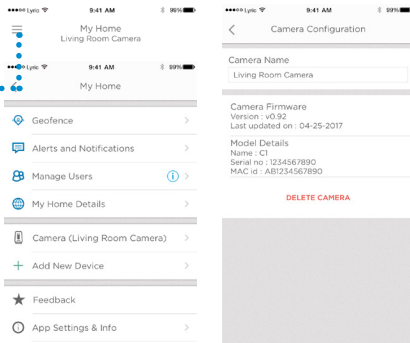 ●●●●○ Lyric 9:41 AM 99%
My Home
Living Room Camera
Lyric 9:41 AM 99%
My Home
Geofence
Alerts and Notifications
Manage Users
My Home Details
Camera (Living Room Camera)
Add New Device
Feedback
App Settings & Info
●●●●○ Lyric 9:41 AM 99%
Camera Configuration
Camera Name
Living Room Camera
Camera Firmware
Version : v0.92
Last updated on : 04-25-2017
Model Details
Name : C1
Serial no : 1234567890
MAC id : AB1234567890
DELETE CAMERA